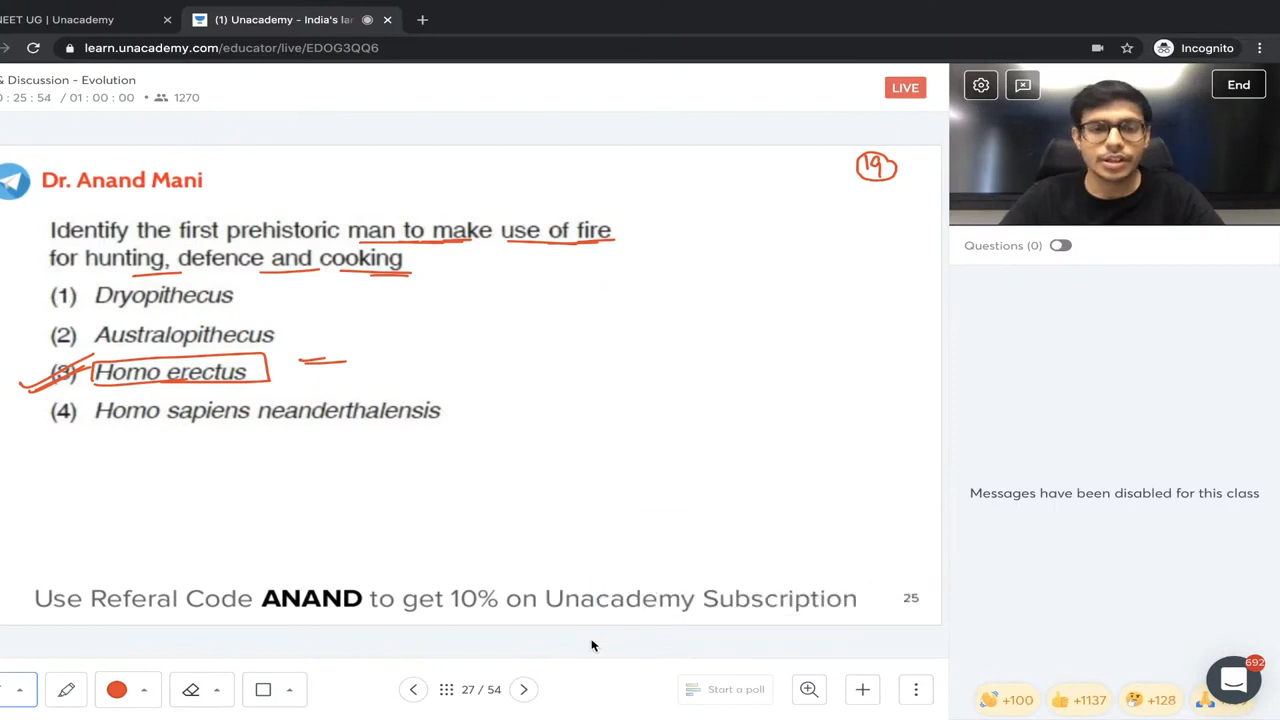 NEET UG | Unacademy
(1) Unacademy - India's lar
learn.unacademy.com/educator/live/EDOG3QQ6
Incognito
& Discussion - Evolution
: 25 : 54 / 01 : 00 : 00 • 1270
LIVE
End
19
Dr. Anand Mani
Identify the first prehistoric man to make use of fire
for hunting, defence and cooking
(1) Dryopithecus
(2) Australopithecus
(3) Homo erectus
(4) Homo sapiens neanderthalensis
Questions (0)
Messages have been disabled for this class
Use Referal Code ANAND to get 10% on Unacademy Subscription
25
27 / 54
Start a poll
692
+100
+1137
+128